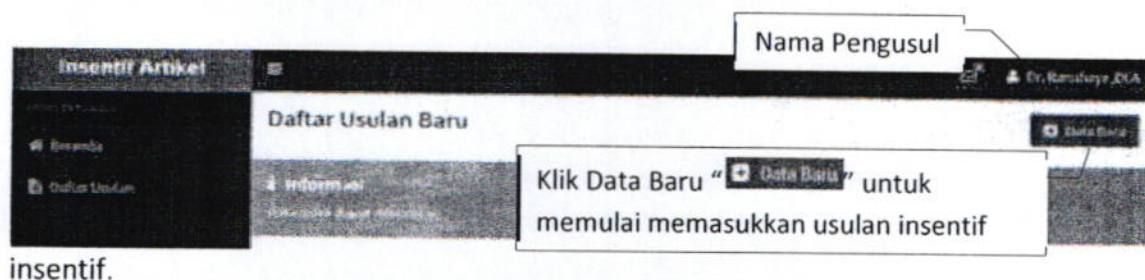 Nama Pengusul
Insentif Artikel
Daftar Usulan Baru
Data Baru
Beranda
Daftar Usulan
Informasi
Klik Data Baru “ Data Baru” untuk
memulai memasukkan usulan insentif
insentif.